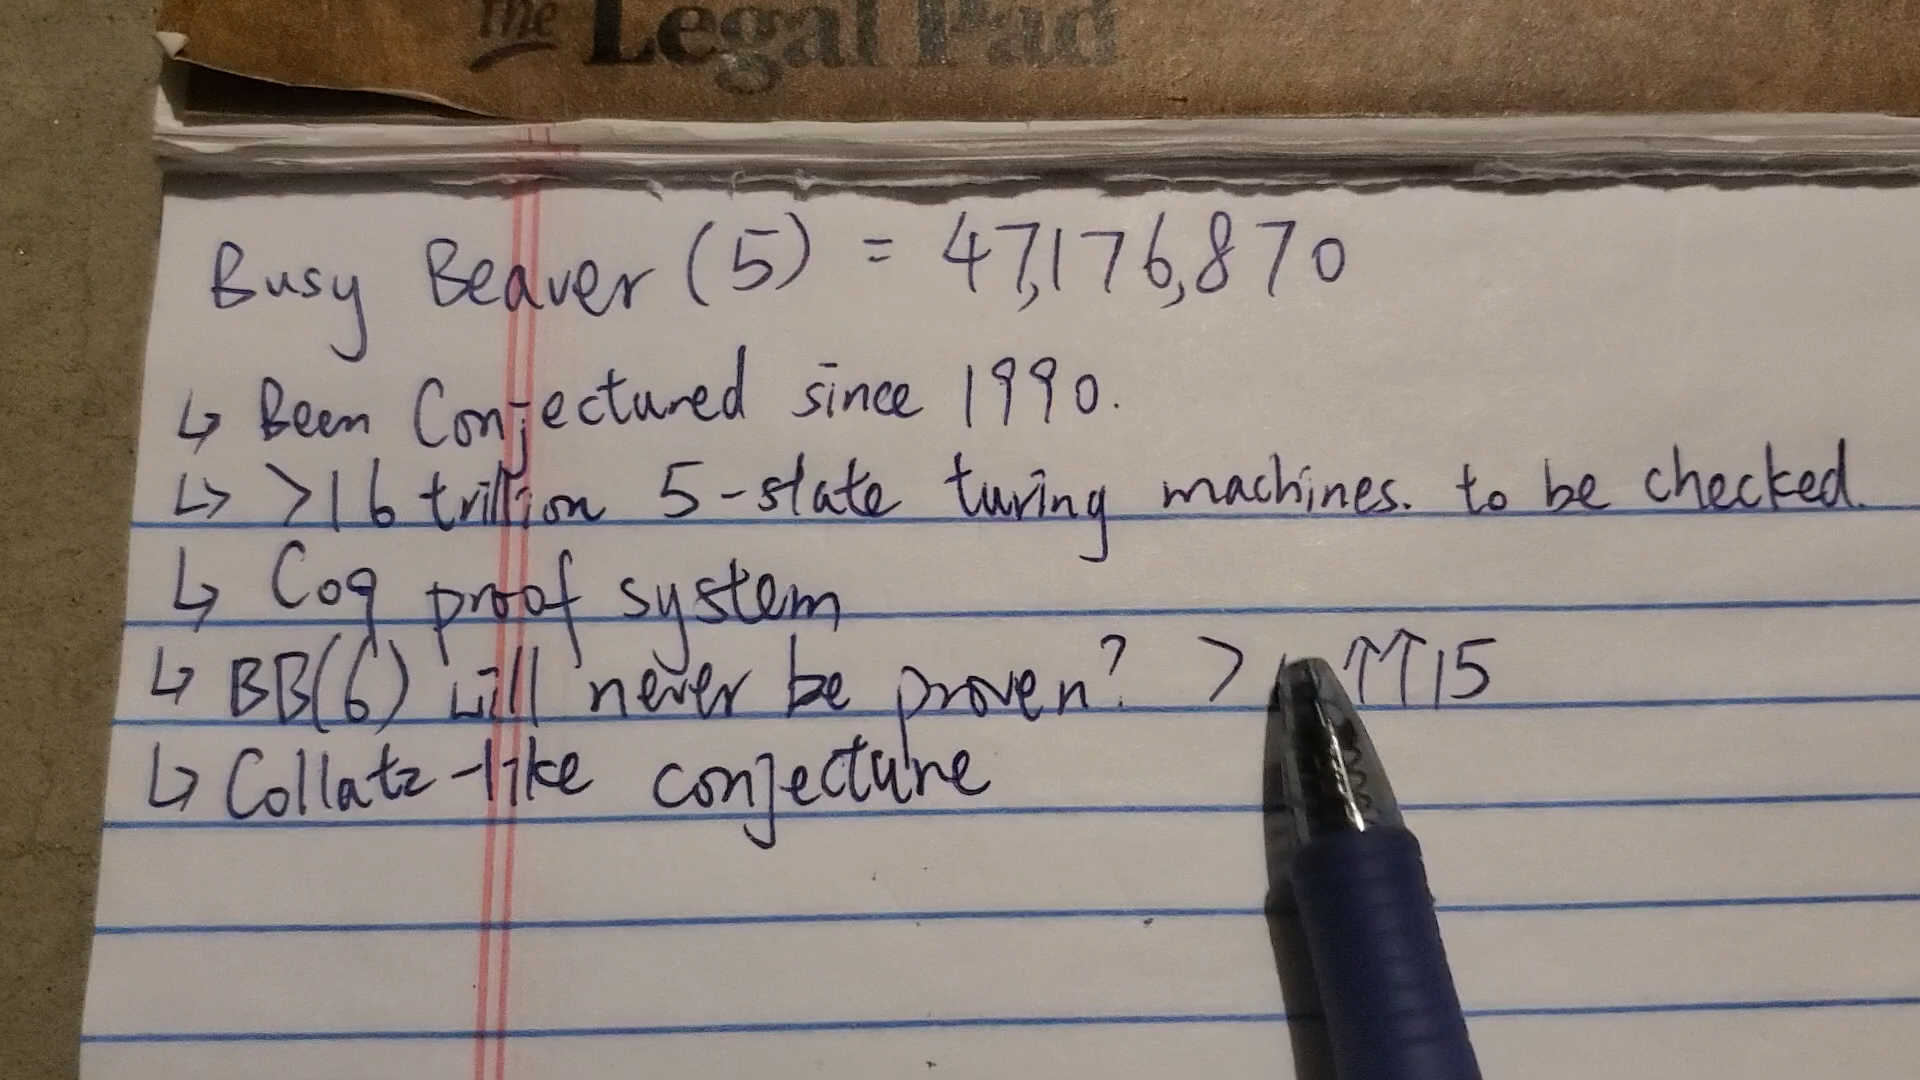 the Legal Pad
Busy Beaver (5) = 47,176,870
↳ Been Conjectured since 1990.
↳ >16 trillion 5-state turing machines. to be checked.
↳ Coq proof system
↳ BB(6) will never be proven? > ↑↑15
↳ Collatz-like conjecture